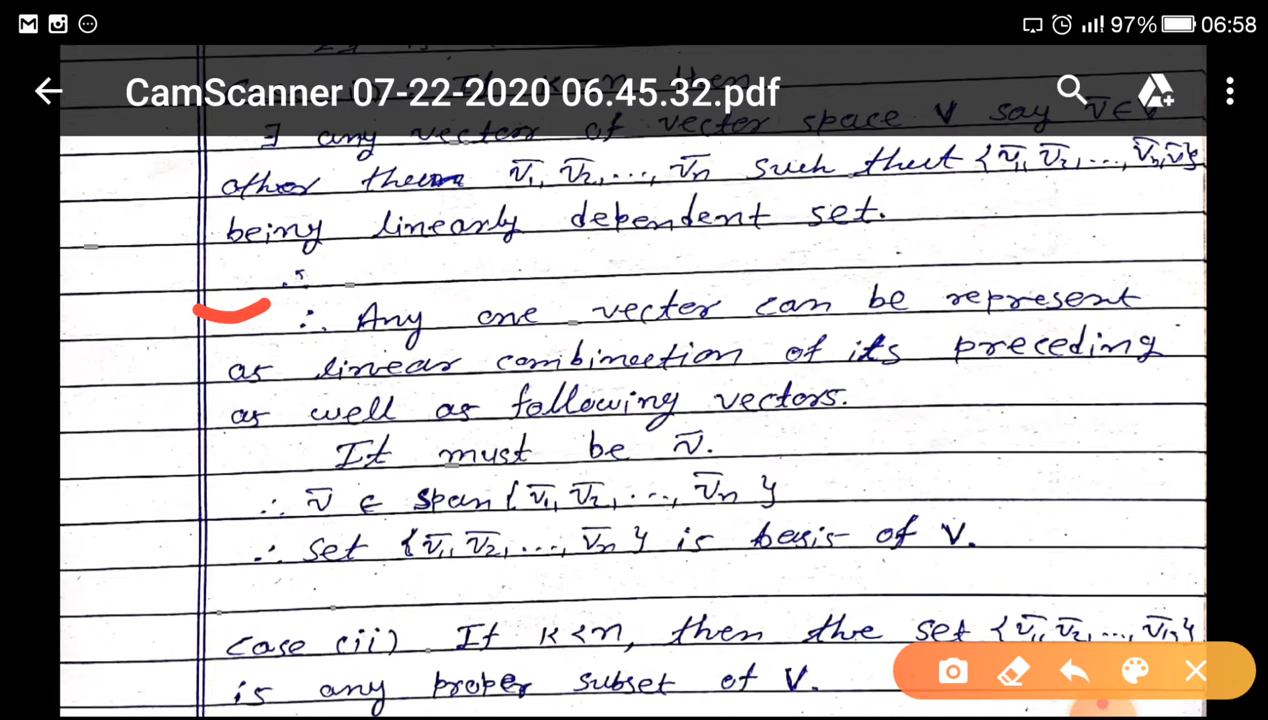 97% 06:58
CamScanner 07-22-2020 06.45.32.pdf
∃ any vector of vector space V say v̄ ∈ V
other then v̄1, v̄2, ..., v̄n such that {v̄1, v̄2, ..., v̄n, v̄}
being linearly dependent set.
∴ Any one vector can be represent
as linear combination of its preceding
as well as following vectors.
It must be v̄.
∴ v̄ ∈ span{v̄1, v̄2, ..., v̄n}
∴ set {v̄1, v̄2, ..., v̄n} is basis of V.
Case (ii) If K<n, then the set {v̄1, v̄2, ...,
is any proper subset of V.